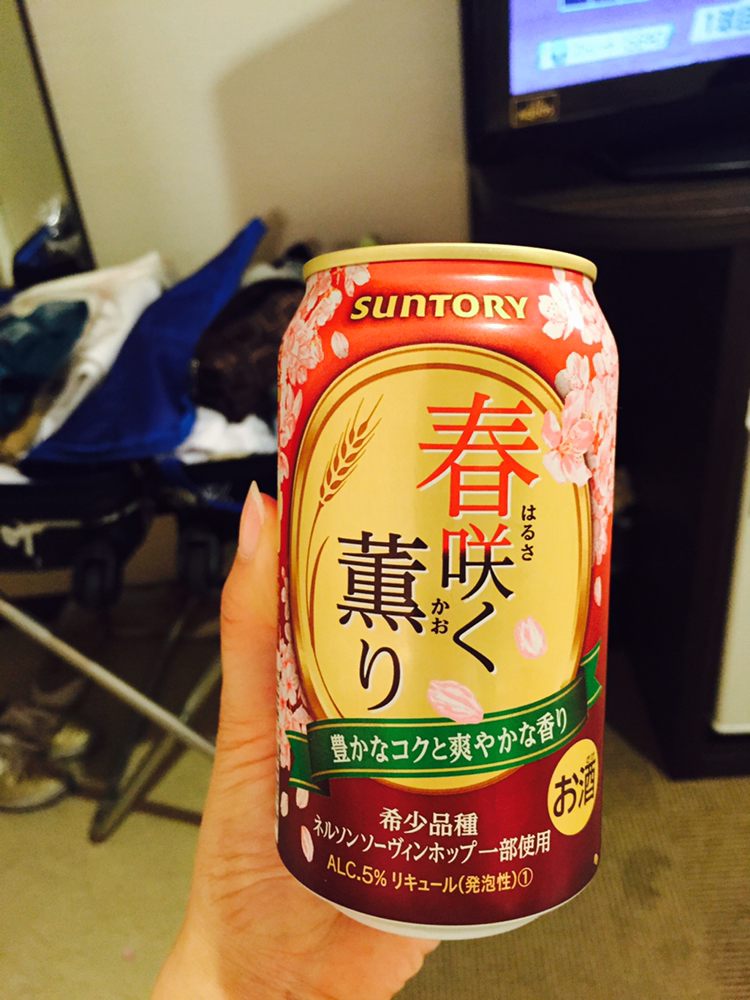 SUNTORY
春咲く
はるさ
薫り
かお
豊かなコクと爽やかな香り
お酒
希少品種
ネルソンソーヴィンホップ一部使用
ALC.5% リキュール(発泡性)①